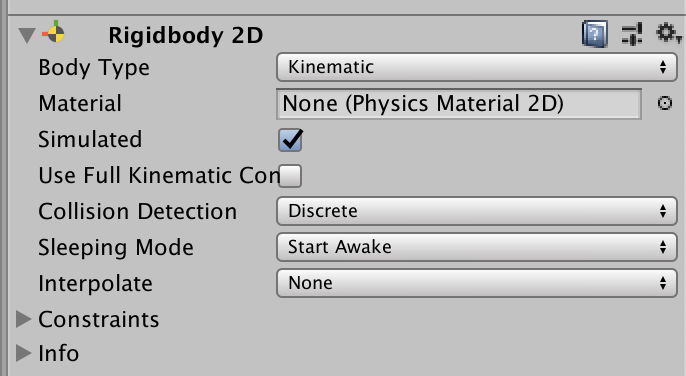 Rigidbody 2D
Body Type Kinematic
Material None (Physics Material 2D)
Simulated
Use Full Kinematic Con
Collision Detection Discrete
Sleeping Mode Start Awake
Interpolate None
Constraints
Info